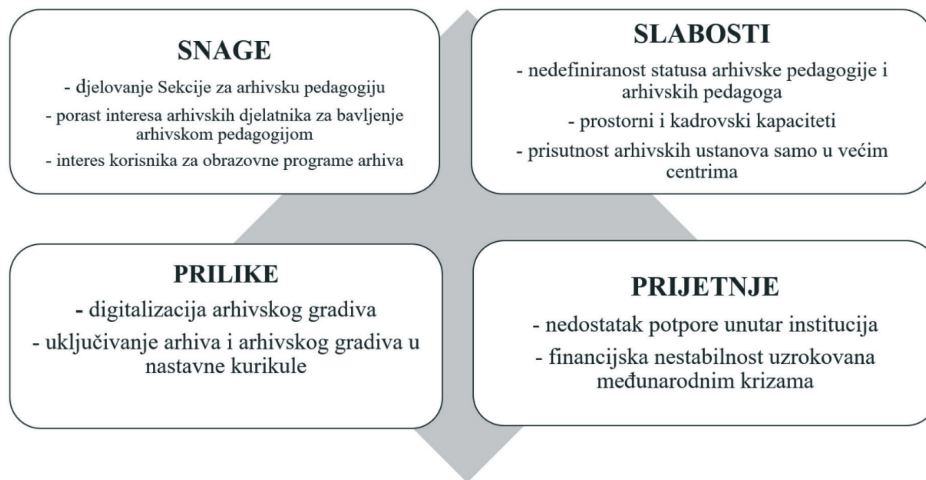 SNAGE
- djelovanje Sekcije za arhivsku pedagogiju
- porast interesa arhivskih djelatnika za bavljenje
arhivskom pedagogijom
- interes korisnika za obrazovne programe arhiva
SLABOSTI
- nedefiniranost statusa arhivske pedagogije i
arhivskih pedagoga
- prostorni i kadrovski kapaciteti
- prisutnost arhivskih ustanova samo u većim
centrima
PRILIKE
- digitalizacija arhivskog gradiva
- uključivanje arhiva i arhivskog gradiva u
nastavne kurikule
PRIJETNJE
- nedostatak potpore unutar institucija
- financijska nestabilnost uzrokovana
međunarodnim krizama